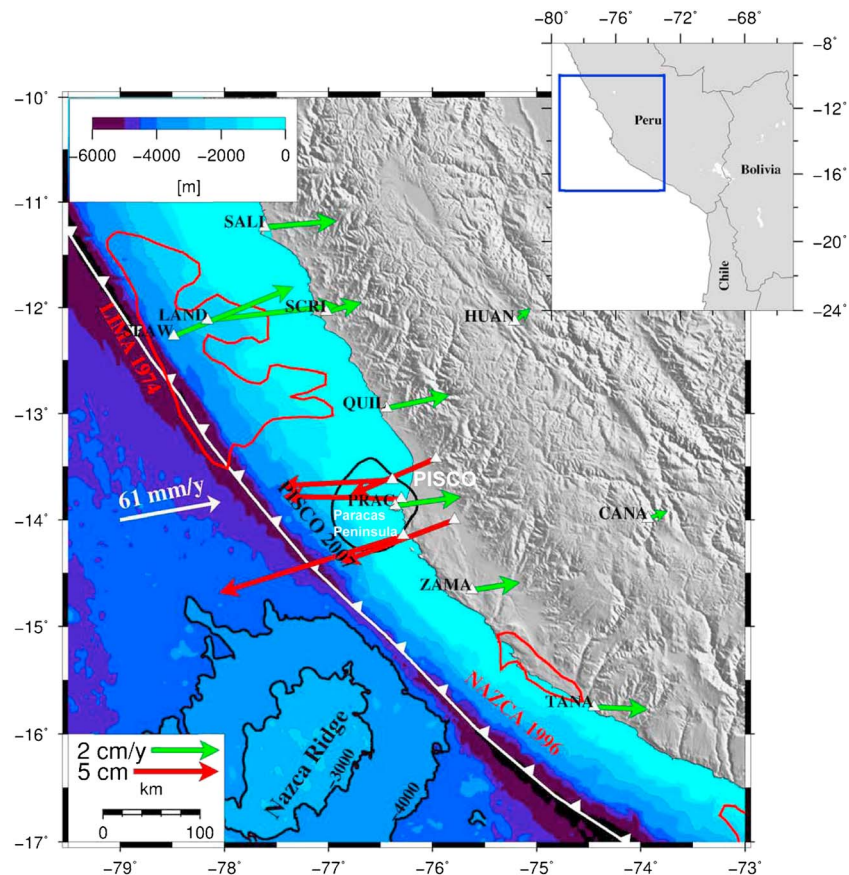 −80° −76° −72° −68°
−8°
−12°
−16°
−20°
−24°
Peru
Bolivia
Chile
−10°
−11°
−12°
−13°
−14°
−15°
−16°
−17°
−6000 −4000 −2000 0
[m]
SALI
LAND
SCRI
HUAN
LIMA 1974
QUIL
PISCO
61 mm/y
PISCO 2007
PRAC
Paracas
Peninsula
CANA
ZAMA
NAZCA 1996
TANA
Nazca Ridge
3000
4000
2 cm/y
5 cm
km
0 100
−79° −78° −77° −76° −75° −74° −73°